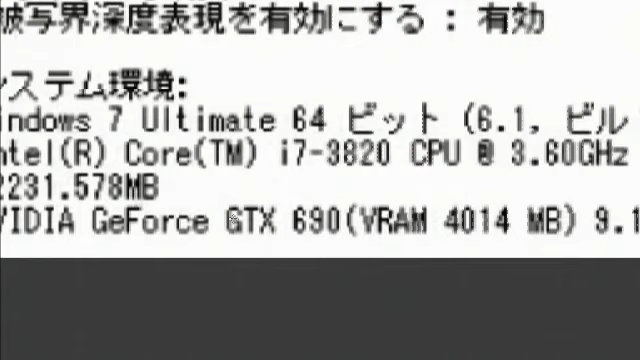 被写界深度表現を有効にする : 有効
システム環境:
indows 7 Ultimate 64 ビット (6.1, ビル
ntel(R) Core(TM) i7-3820 CPU @ 3.60GHz
2231.578MB
VIDIA GeForce GTX 690(VRAM 4014 MB) 9.1